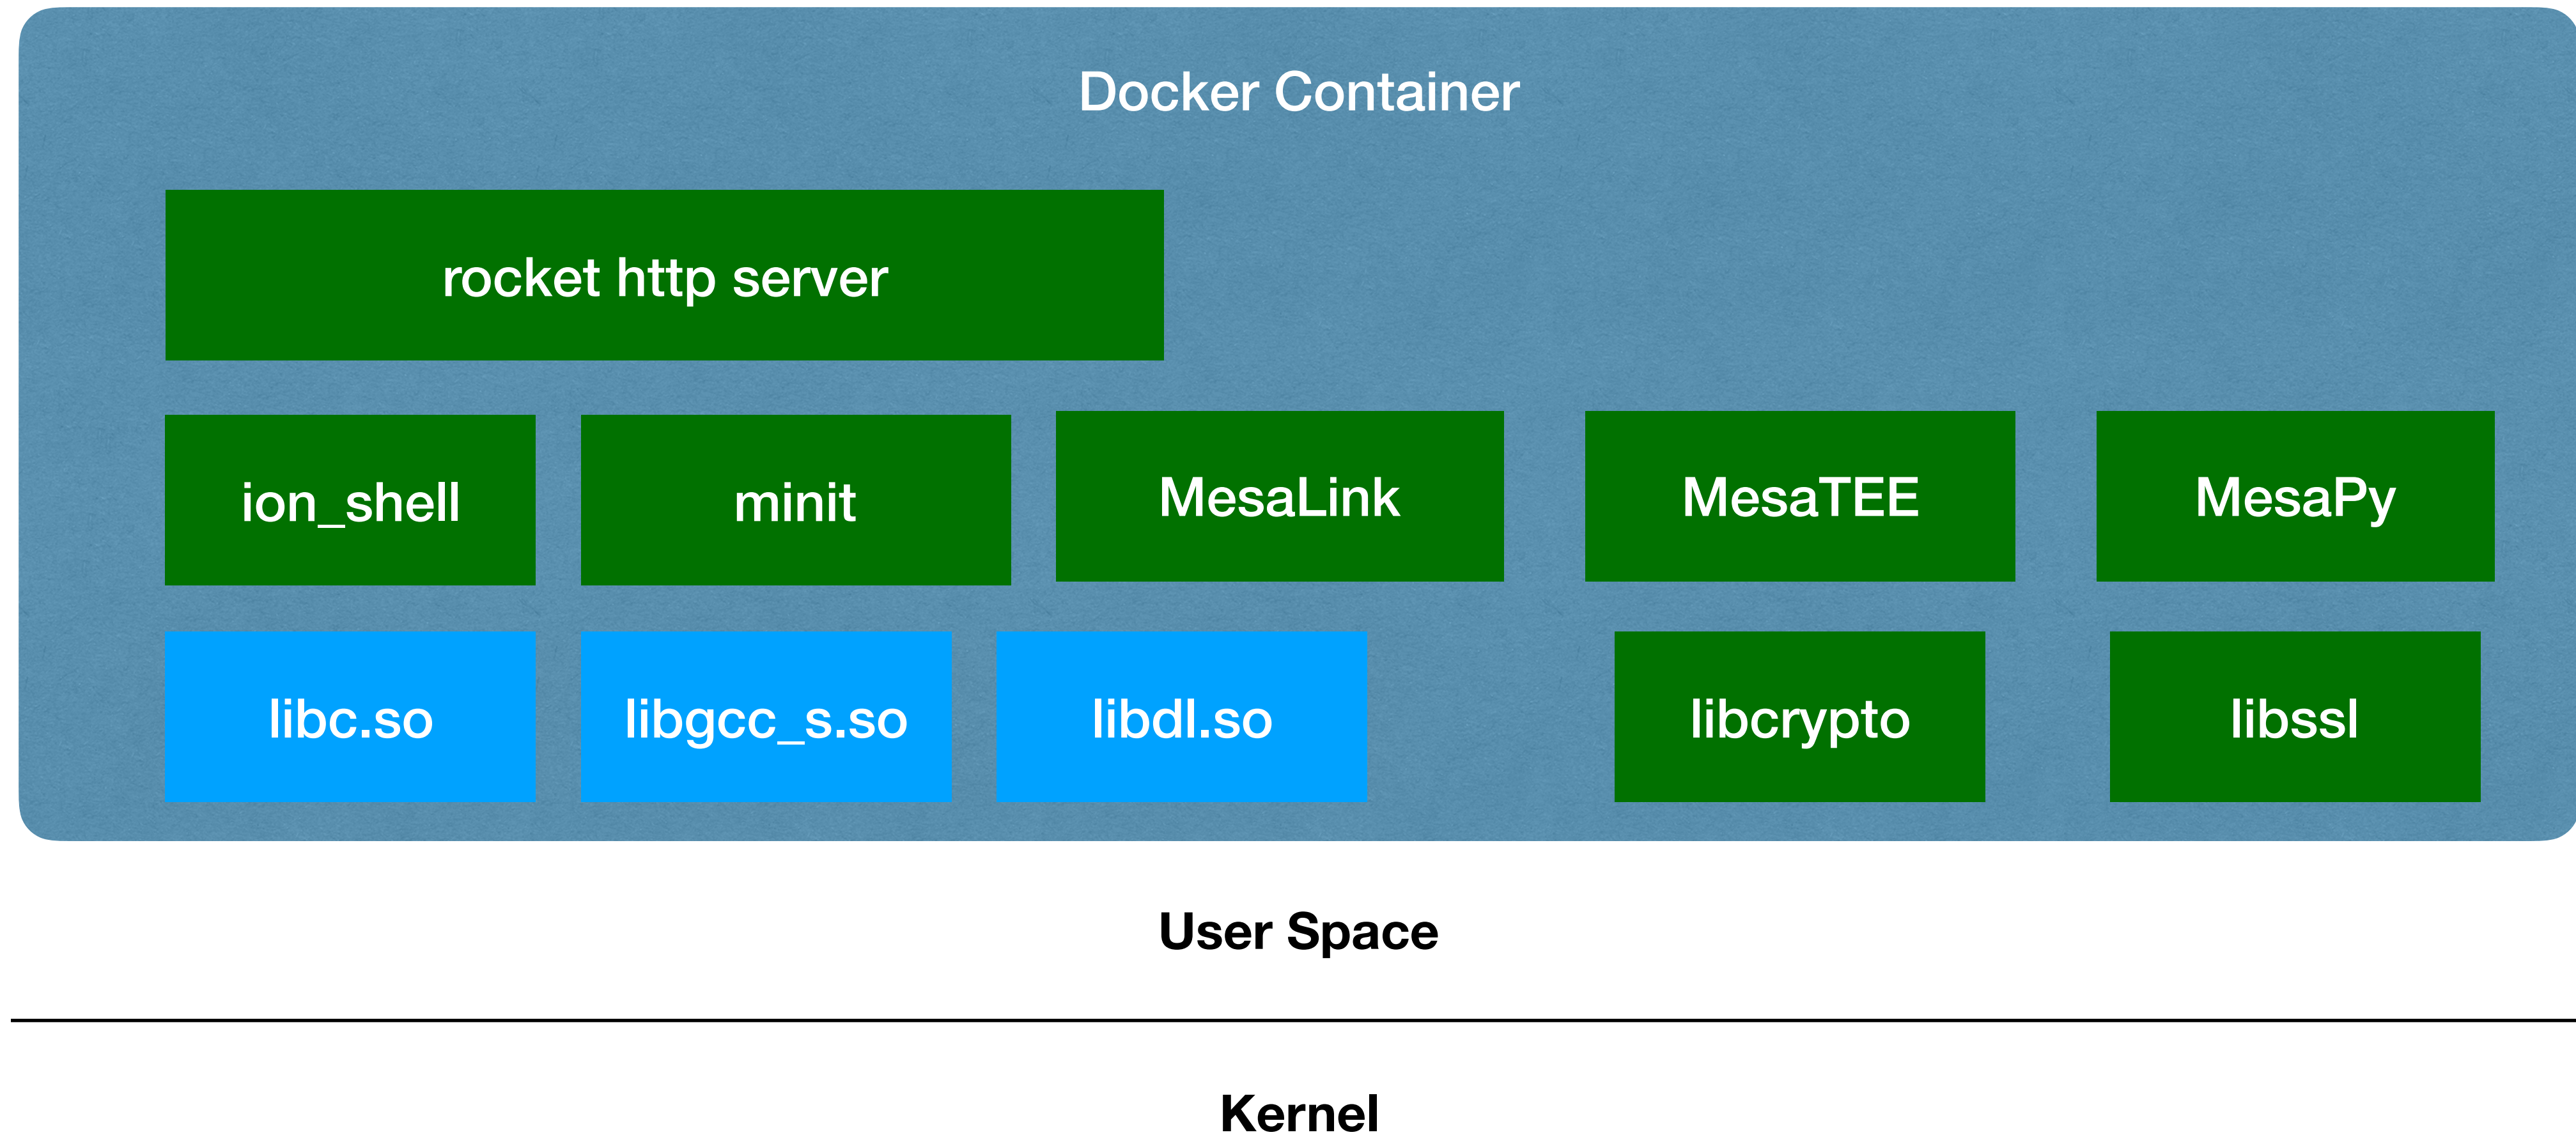 Docker Container
rocket http server
ion_shell
minit
MesaLink
MesaTEE
MesaPy
libc.so
libgcc_s.so
libdl.so
libcrypto
libssl
User Space
Kernel